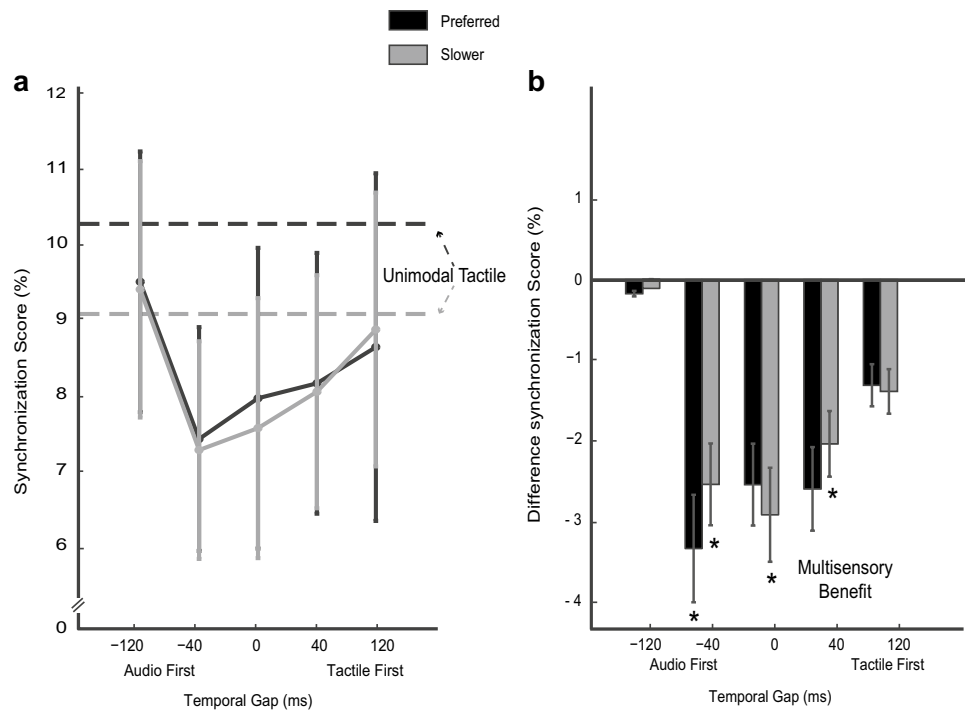 Preferred
Slower
a
Synchronization Score (%)
12
11
10
9
8
7
6
0
Unimodal Tactile
−120 −40 0 40 120
Audio First Tactile First
Temporal Gap (ms)
b
Difference synchronization Score (%)
1
0
−1
−2
-3
- 4
* * * *
Multisensory
Benefit
−120 −40 0 40 120
Audio First Tactile First
Temporal Gap (ms)